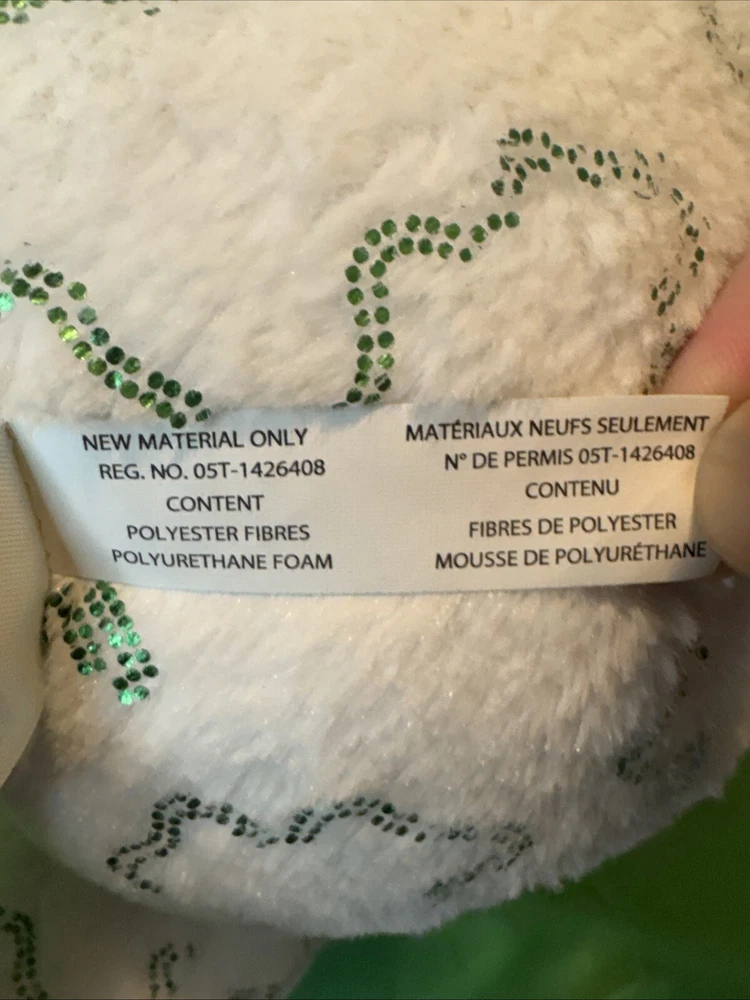 NEW MATERIAL ONLY
REG. NO. 05T-1426408
CONTENT
POLYESTER FIBRES
POLYURETHANE FOAM
MATÉRIAUX NEUFS SEULEMENT
Nº DE PERMIS 05T-1426408
CONTENU
FIBRES DE POLYESTER
MOUSSE DE POLYURÉTHANE